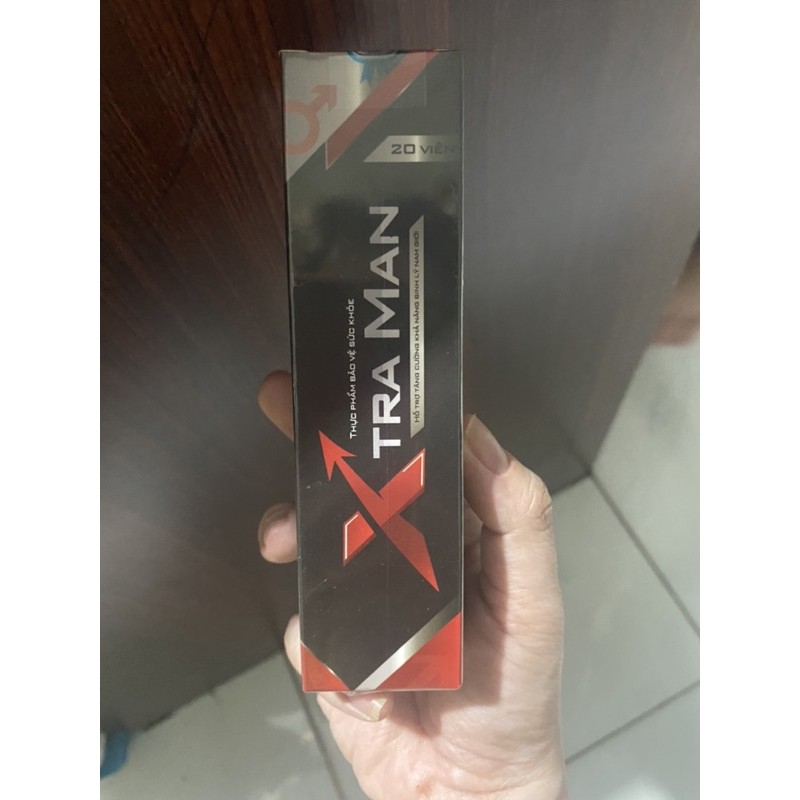 20 VIÊN
THỰC PHẨM BẢO VỆ SỨC KHỎE
XTRA MAN
HỖ TRỢ TĂNG CƯỜNG KHẢ NĂNG SINH LÝ NAM GIỚI